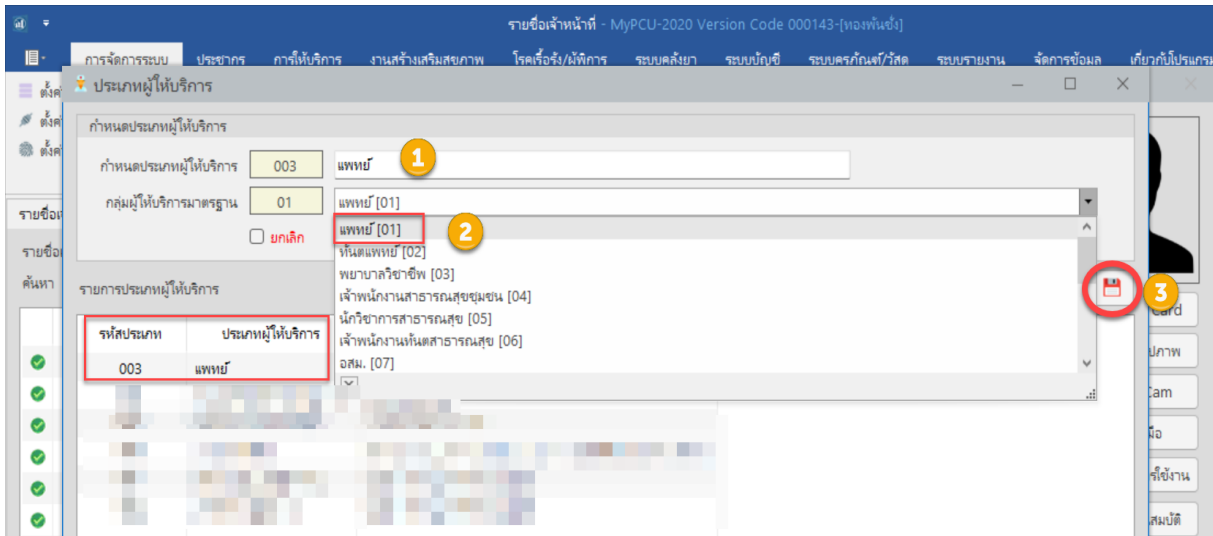 รายชื่อเจ้าหน้าที่ - MyPCU-2020 Version Code 000143-[ทองพันชั่ง]
การจัดการระบบ ประชากร การให้บริการ งานสร้างเสริมสุขภาพ โรคเรื้อรัง/ผู้พิการ ระบบคลังยา ระบบบัญชี ระบบครุภัณฑ์/วัสดุ ระบบรายงาน จัดการข้อมูล เกี่ยวกับโปรแกรม
ประเภทผู้ให้บริการ
กำหนดประเภทผู้ให้บริการ
กำหนดประเภทผู้ให้บริการ 003 แพทย์ 1
กลุ่มผู้ให้บริการมาตรฐาน 01 แพทย์ [01]
ยกเลิก
แพทย์ [01] 2
ทันตแพทย์ [02]
พยาบาลวิชาชีพ [03]
เจ้าพนักงานสาธารณสุขชุมชน [04]
นักวิชาการสาธารณสุข [05]
เจ้าพนักงานทันตสาธารณสุข [06]
อสม. [07]
รายชื่อ
ค้นหา
รายการประเภทผู้ให้บริการ
3
รหัสประเภท ประเภทผู้ให้บริการ
003 แพทย์
Card